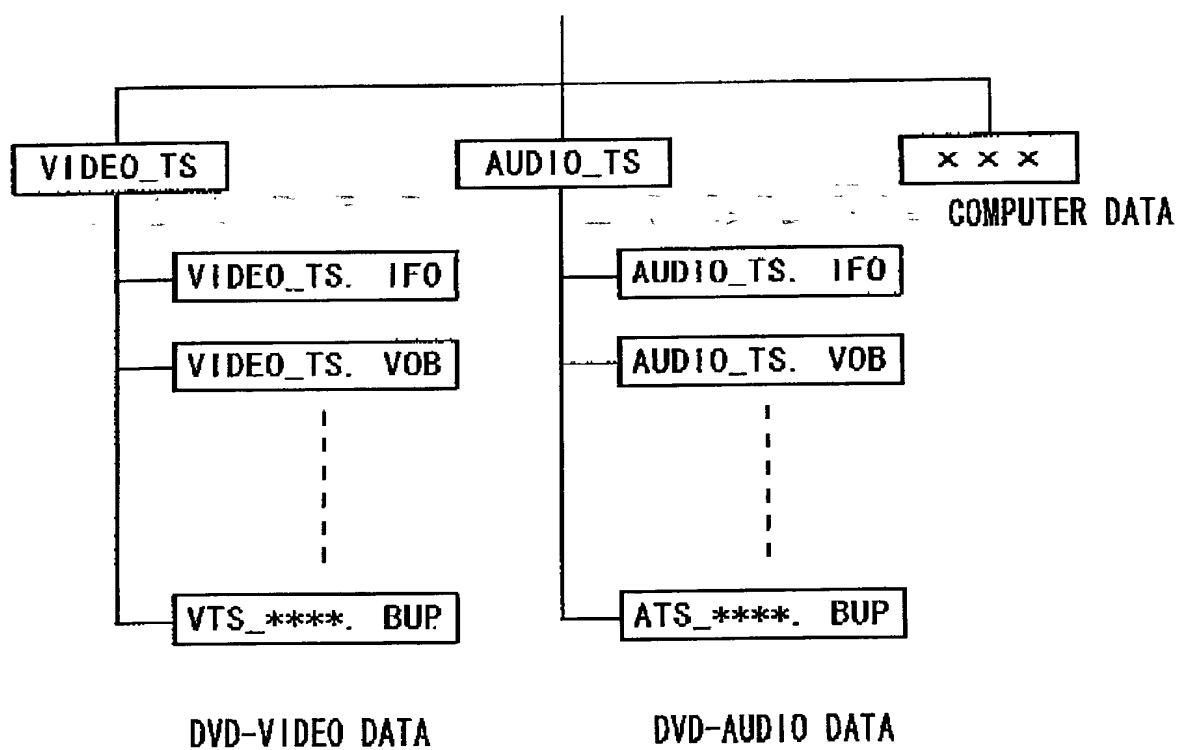 VIDEO_TS
AUDIO_TS
× × ×
COMPUTER DATA
VIDEO_TS. IFO
AUDIO_TS. IFO
VIDEO_TS. VOB
AUDIO_TS. VOB
VTS_****. BUP
ATS_****. BUP
DVD-VIDEO DATA
DVD-AUDIO DATA